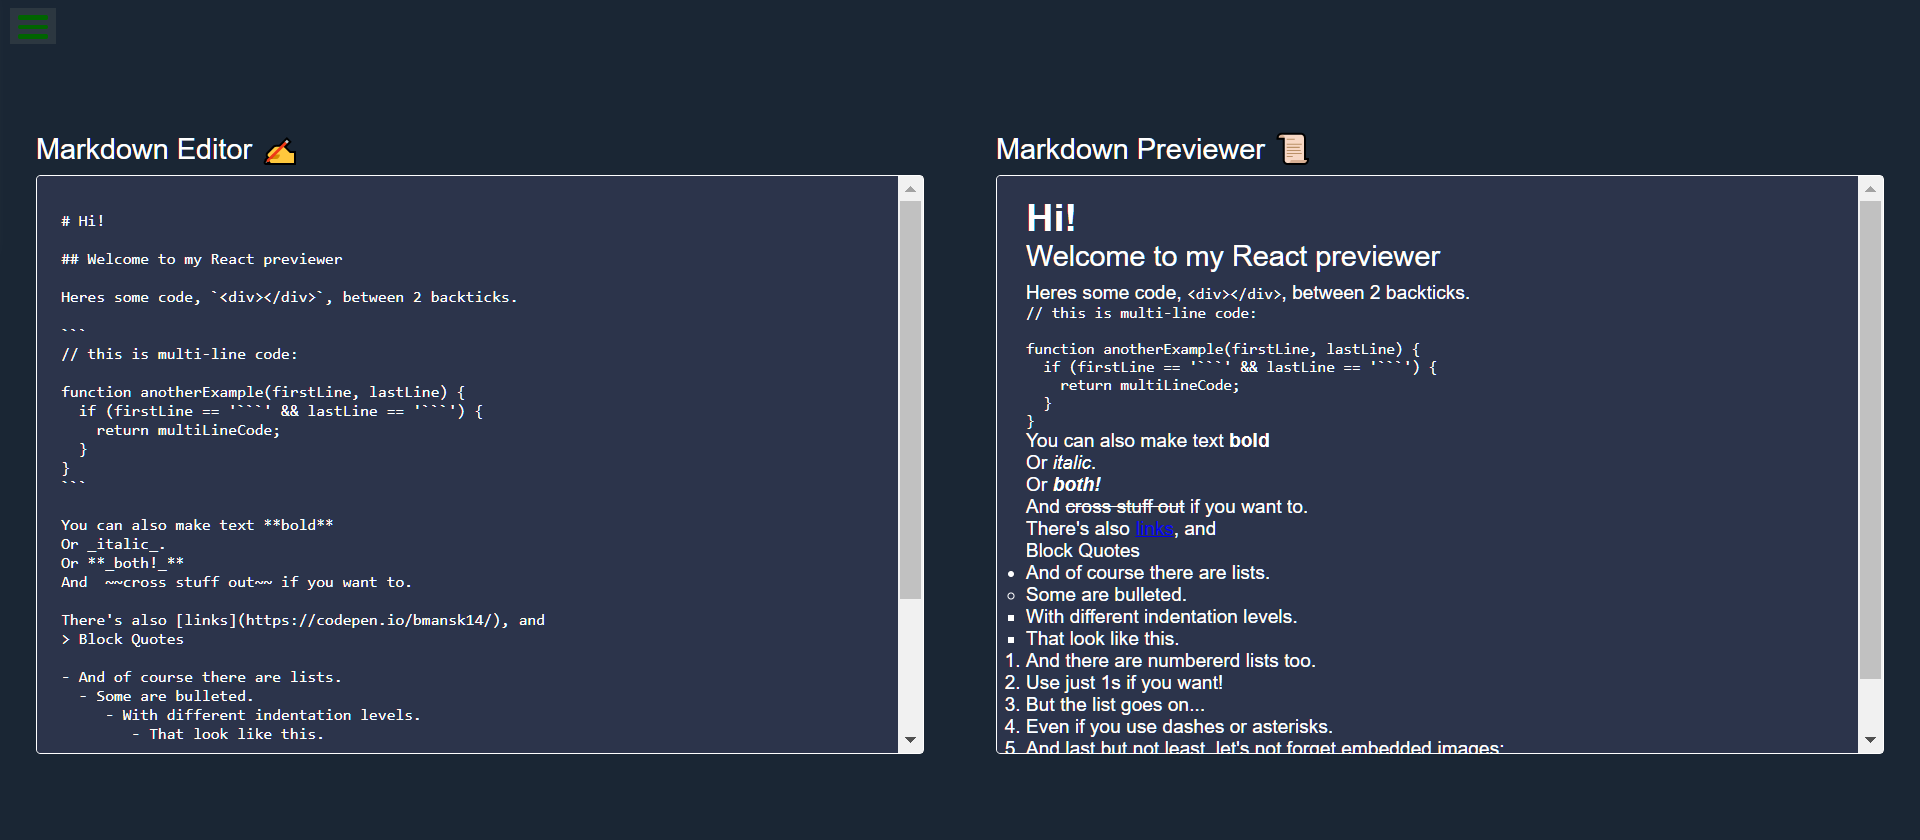 Markdown Editor ✍️
# Hi!
## Welcome to my React previewer
Heres some code, `<div></div>`, between 2 backticks.
```
// this is multi-line code:
function anotherExample(firstLine, lastLine) {
  if (firstLine == '```' && lastLine == '```') {
    return multiLineCode;
  }
}
```
You can also make text **bold**
Or _italic_.
Or **_both!_**
And  ~~cross stuff out~~ if you want to.
There's also [links](https://codepen.io/bmansk14/), and
> Block Quotes
- And of course there are lists.
  - Some are bulleted.
     - With different indentation levels.
        - That look like this.
Markdown Previewer 📜
Hi!
Welcome to my React previewer
Heres some code, <div></div>, between 2 backticks.
// this is multi-line code:
function anotherExample(firstLine, lastLine) {
  if (firstLine == '```' && lastLine == '```') {
    return multiLineCode;
  }
}
You can also make text bold
Or italic.
Or both!
And cross stuff out if you want to.
There's also links, and
Block Quotes
• And of course there are lists.
◦ Some are bulleted.
▪ With different indentation levels.
▪ That look like this.
1. And there are numbererd lists too.
2. Use just 1s if you want!
3. But the list goes on...
4. Even if you use dashes or asterisks.
5. And last but not least, let's not forget embedded images: